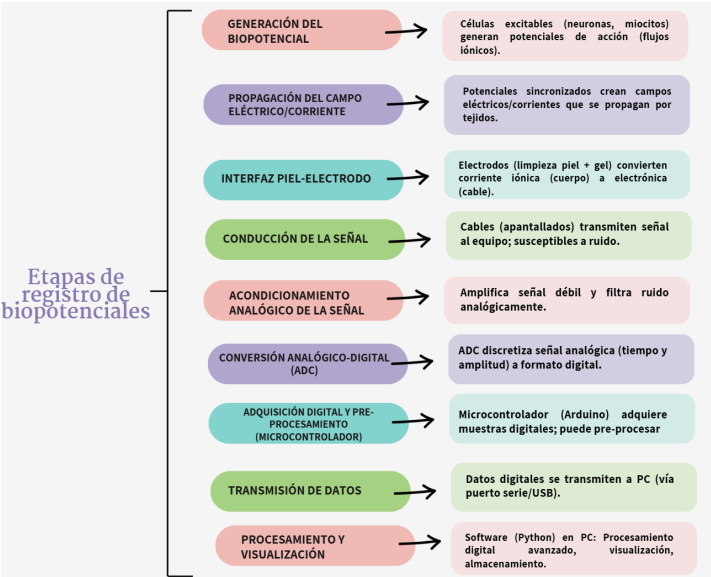 Etapas de
registro de
biopotenciales
GENERACIÓN DEL
BIOPOTENCIAL
Células excitables (neuronas, miocito)
generan potenciales de acción (flujos
iónicos).
PROPAGACIÓN DEL CAMPO
ELÉCTRICO/CORRIENTE
Potenciales sincronizados crean campos
eléctricos/corrientes que se propagan por
tejidos.
INTERFAZ PIEL-ELECTRODO
Electrodos (limpieza piel + gel) convierten
corriente iónica (cuerpo) a electrónica
(cable).
CONDUCCIÓN DE LA SEÑAL
Cables (apantallados) transmiten señal
al equipo; susceptibles a ruido.
ACONDICIONAMIENTO
ANALÓGICO DE LA SEÑAL
Amplifica señal débil y filtra ruido
analógicamente.
CONVERSIÓN ANALÓGICO-DIGITAL
(ADC)
ADC discretiza señal analógica (tiempo y
amplitud) a formato digital.
ADQUISICIÓN DIGITAL Y PRE-
PROCESAMIENTO
(MICROCONTROLADOR)
Microcontrolador (Arduino) adquiere
muestras digitales; puede pre-procesar
TRANSMISIÓN DE DATOS
Datos digitales se transmiten a PC (vía
puerto serie/USB).
PROCESAMIENTO Y
VISUALIZACIÓN
Software (Python) en PC: Procesamiento
digital avanzado, visualización,
almacenamiento.